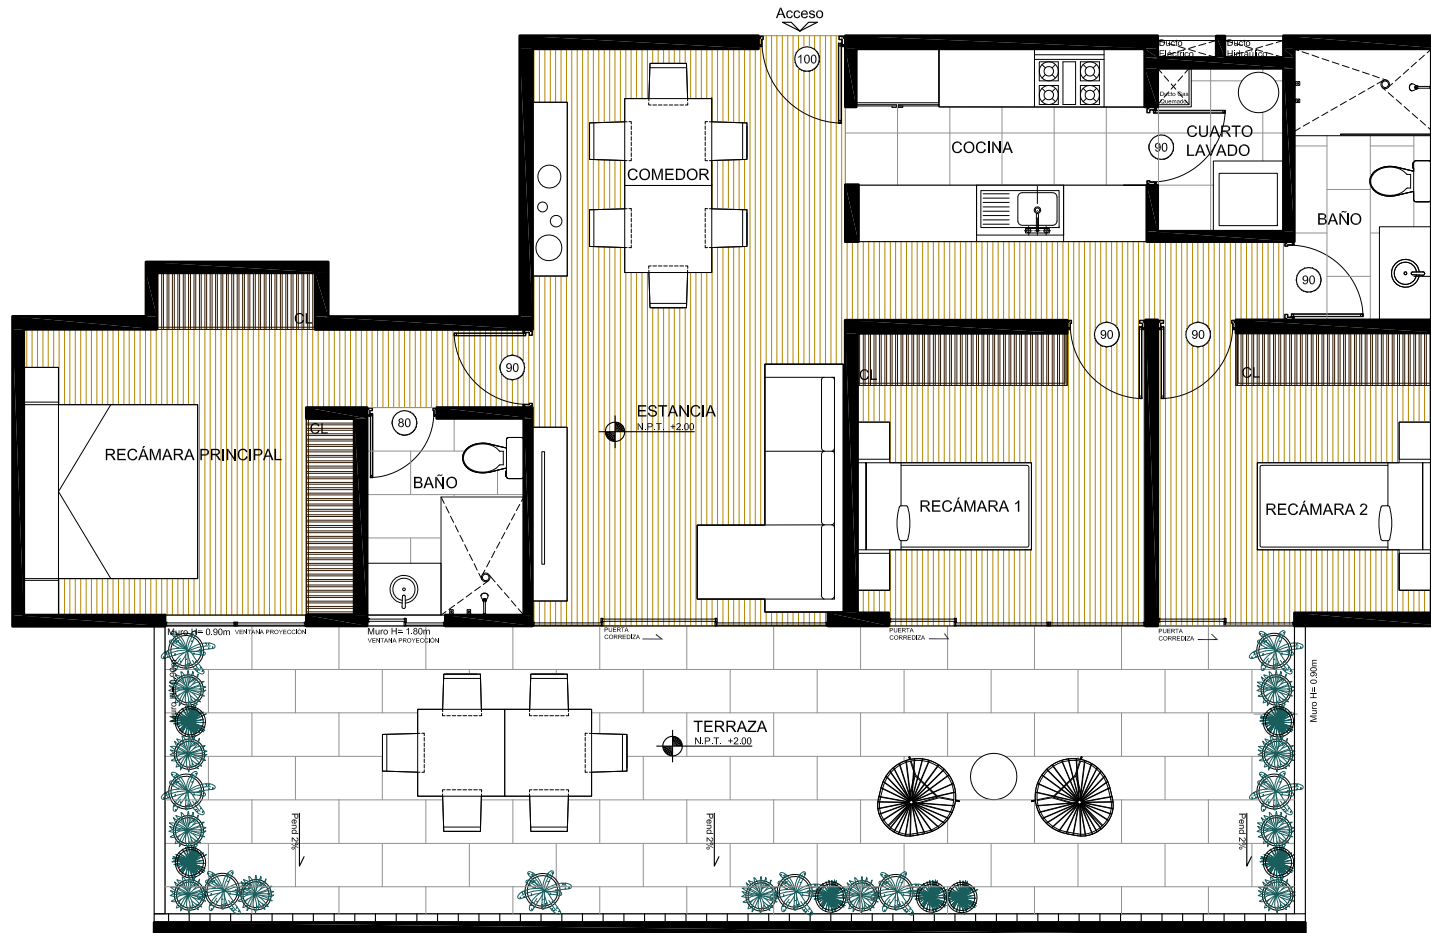 Acceso
100
Ducto
Eléctrico
Ducto
Hidráulico
Ducto Gas
Quemado
CUARTO
LAVADO
90
COCINA
COMEDOR
BAÑO
90
CL
90
90
90
CL
CL
80
CL
ESTANCIA
N.P.T. +2.00
RECÁMARA PRINCIPAL
BAÑO
RECÁMARA 1
RECÁMARA 2
Muro H= 0.90m VENTANA PROYECCIÓN
Muro H= 1.80m
VENTANA PROYECCIÓN
PUERTA
CORREDIZA
PUERTA
CORREDIZA
PUERTA
CORREDIZA
Muro H= 0.90m
TERRAZA
N.P.T. +2.00
Pend 2%
Pend 2%
Pend 2%